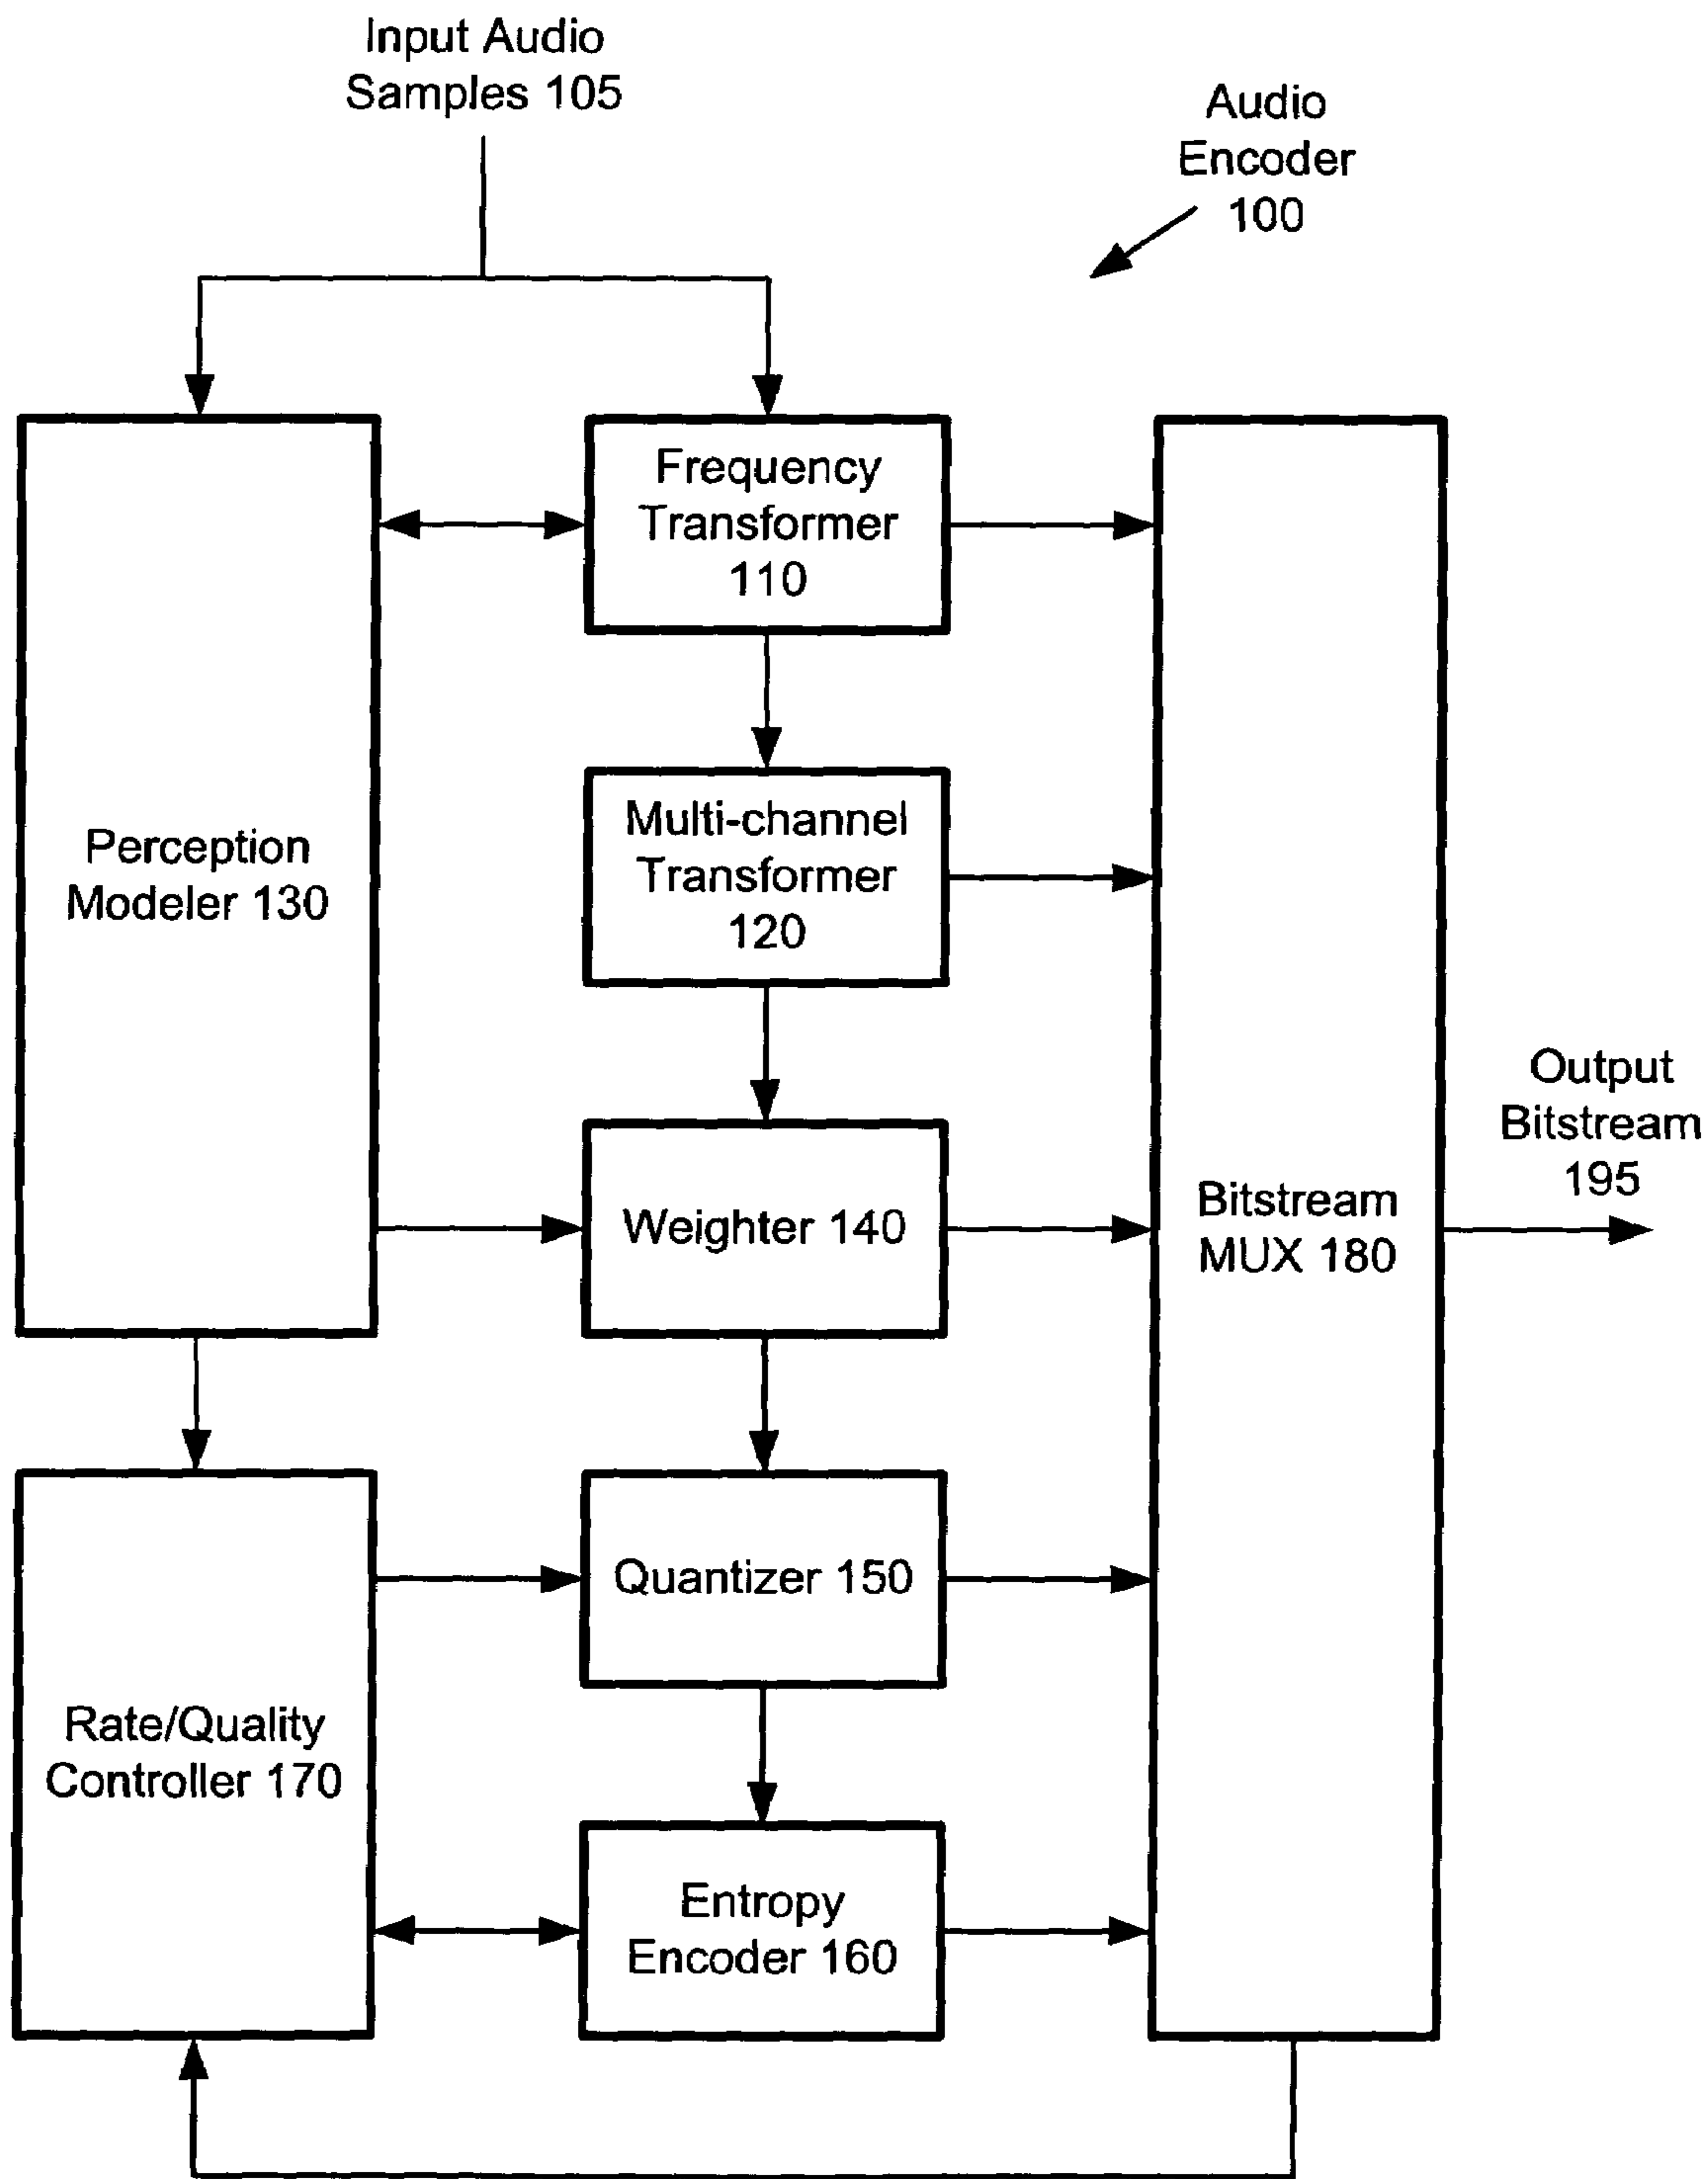 Input Audio
Samples 105
Audio
Encoder
100
Frequency
Transformer
110
Perception
Modeler 130
Multi-channel
Transformer
120
Weighter 140
Bitstream
MUX 180
Output
Bitstream
195
Quantizer 150
Rate/Quality
Controller 170
Entropy
Encoder 160